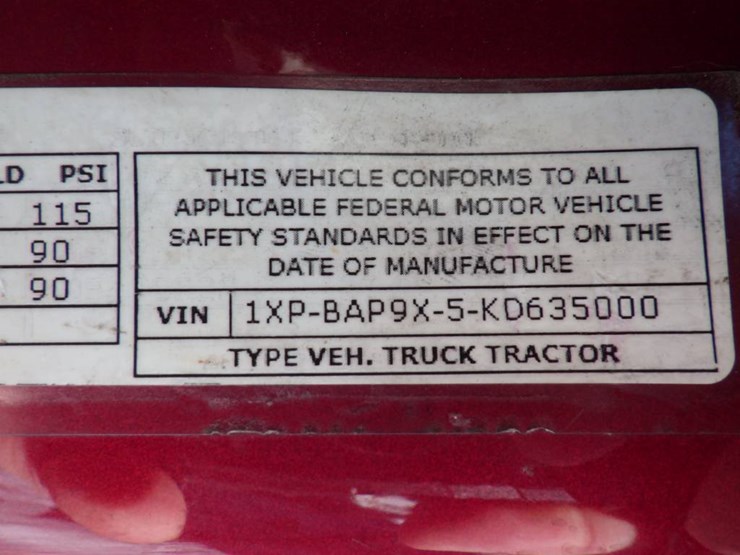 LD PSI
115
90
90
THIS VEHICLE CONFORMS TO ALL
APPLICABLE FEDERAL MOTOR VEHICLE
SAFETY STANDARDS IN EFFECT ON THE
DATE OF MANUFACTURE
VIN 1XP-BAP9X-5-KD635000
TYPE VEH. TRUCK TRACTOR